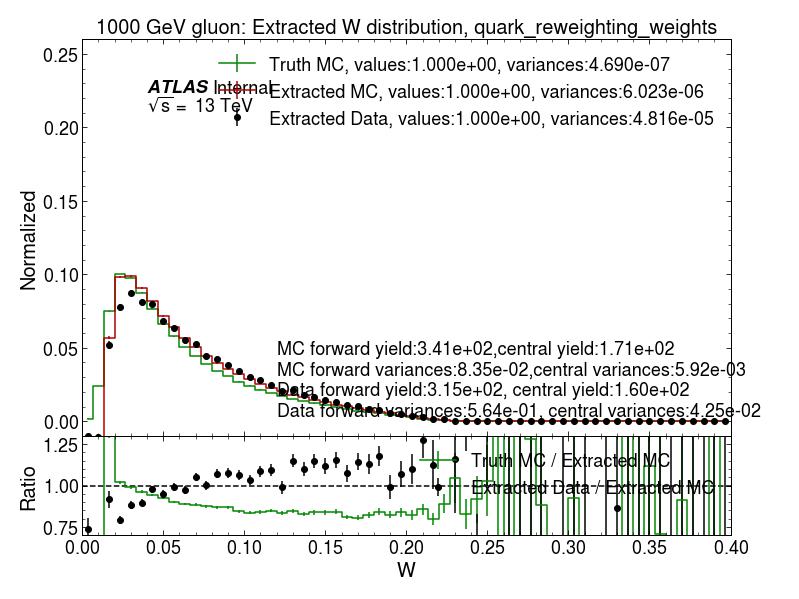 1000 GeV gluon: Extracted W distribution, quark_reweighting_weights
Truth MC, values:1.000e+00, variances:4.690e-07
ATLAS Internal
Extracted MC, values:1.000e+00, variances:6.023e-06
√s = 13 TeV
Extracted Data, values:1.000e+00, variances:4.816e-05
Normalized
0.25
0.20
0.15
0.10
0.05
0.00
MC forward yield:3.41e+02,central yield:1.71e+02
MC forward variances:8.35e-02,central variances:5.92e-03
Data forward yield:3.15e+02, central yield:1.60e+02
Data forward variances:5.64e-01, central variances:4.25e-02
Ratio
1.25
1.00
0.75
Truth MC / Extracted MC
Extracted Data / Extracted MC
0.00 0.05 0.10 0.15 0.20 0.25 0.30 0.35 0.40
W